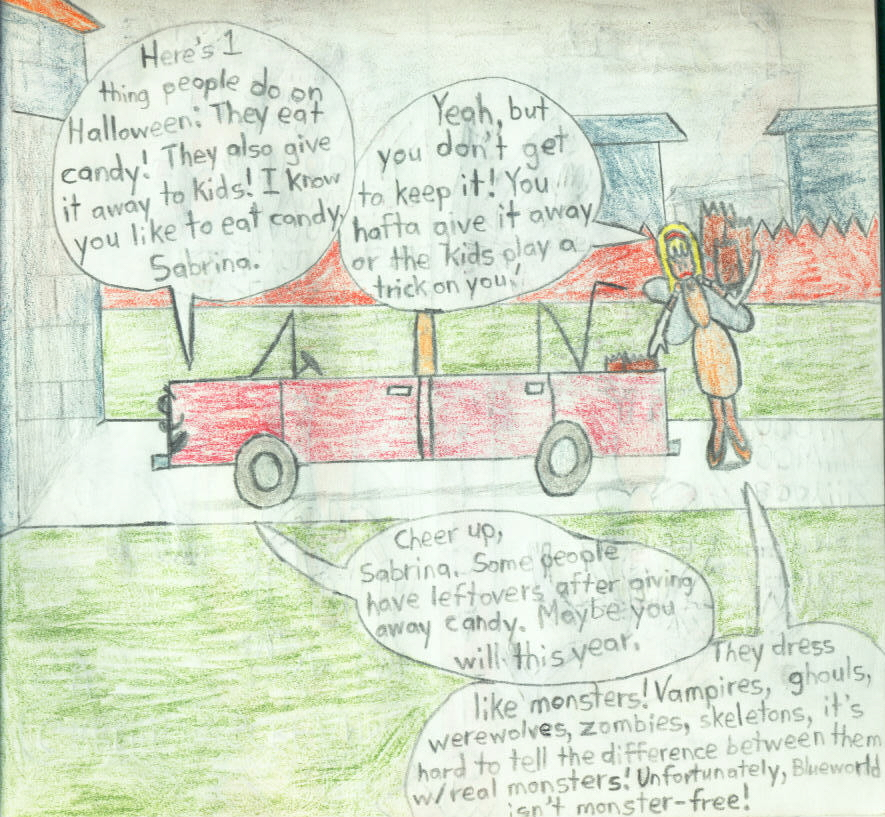 Here's 1
thing people do on
Halloween: They eat
candy! They also give
it away to kids! I know
you like to eat candy,
Sabrina.
Yeah, but
you don't get
to keep it! You
hafta give it away
or the kids play a
trick on you!
Cheer up,
Sabrina. Some people
have leftovers after giving
away candy. Maybe you
will this year.
They dress
like monsters! Vampires, ghouls,
werewolves, zombies, skeletons, it's
hard to tell the difference between them
w/real monsters! Unfortunately, Blueworld
isn't monster-free!